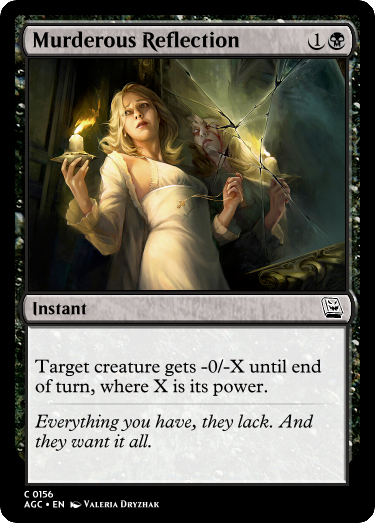 Murderous Reflection 1
Instant
Target creature gets -0/-X until end
of turn, where X is its power.
Everything you have, they lack. And
they want it all.
C 0156
AGC • EN Valeria Dryzhak